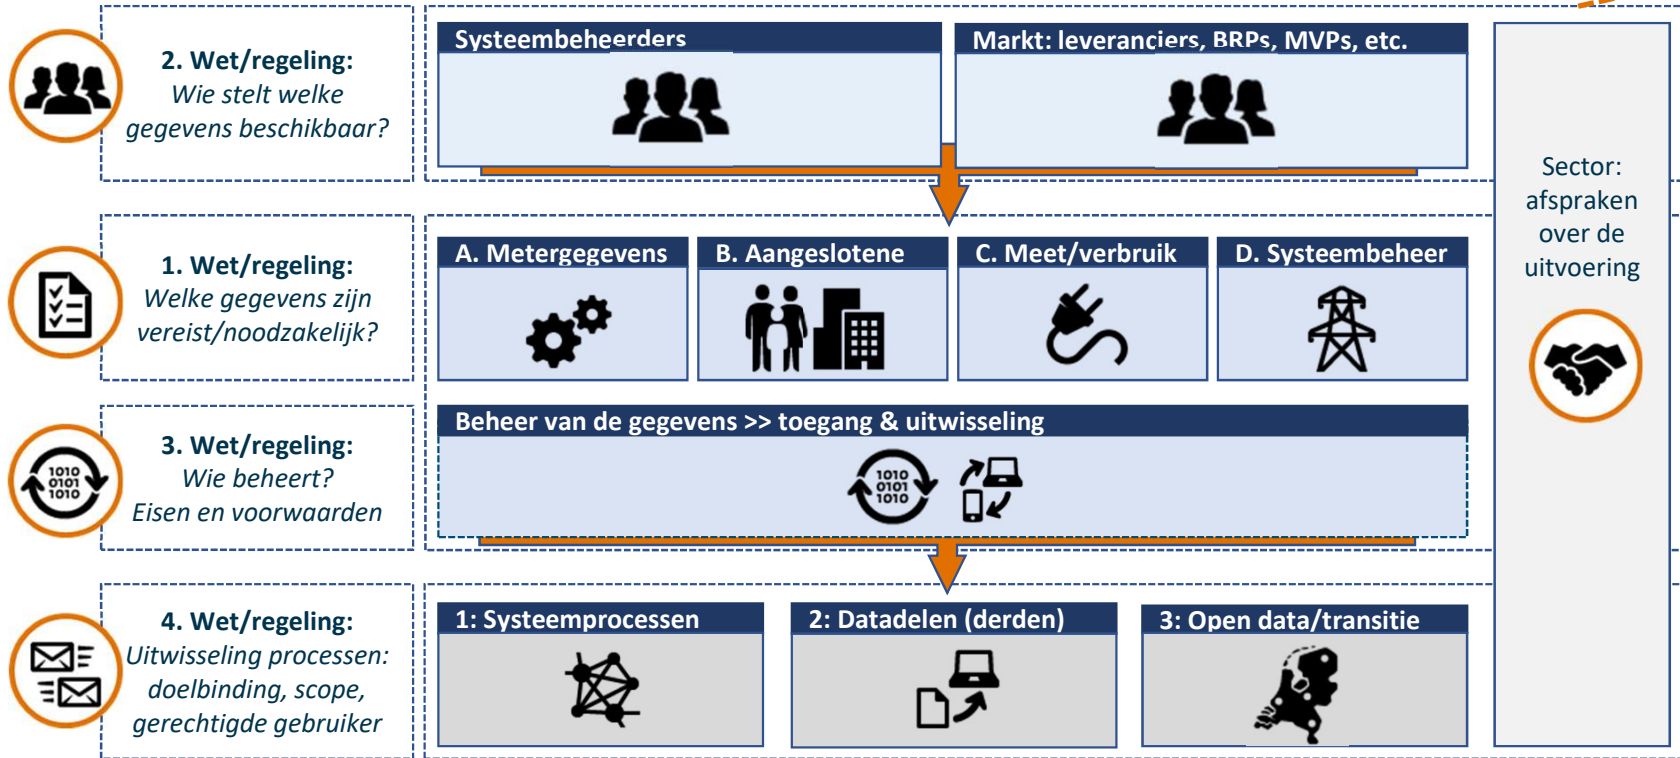 2. Wet/regeling:
Wie stelt welke
gegevens beschikbaar?
Systeembeheerders
Markt: leveranciers, BRPs, MVPs, etc.
1. Wet/regeling:
Welke gegevens zijn
vereist/noodzakelijk?
A. Metergegevens
B. Aangeslotene
C. Meet/verbruik
D. Systeembeheer
3. Wet/regeling:
Wie beheert?
Eisen en voorwaarden
Beheer van de gegevens >> toegang & uitwisseling
1010
0101
1010
1010
0101
1010
4. Wet/regeling:
Uitwisseling processen:
doelbinding, scope,
gerechtigde gebruiker
1: Systeemprocessen
2: Datadelen (derden)
3: Open data/transitie
Sector:
afspraken
over de
uitvoering